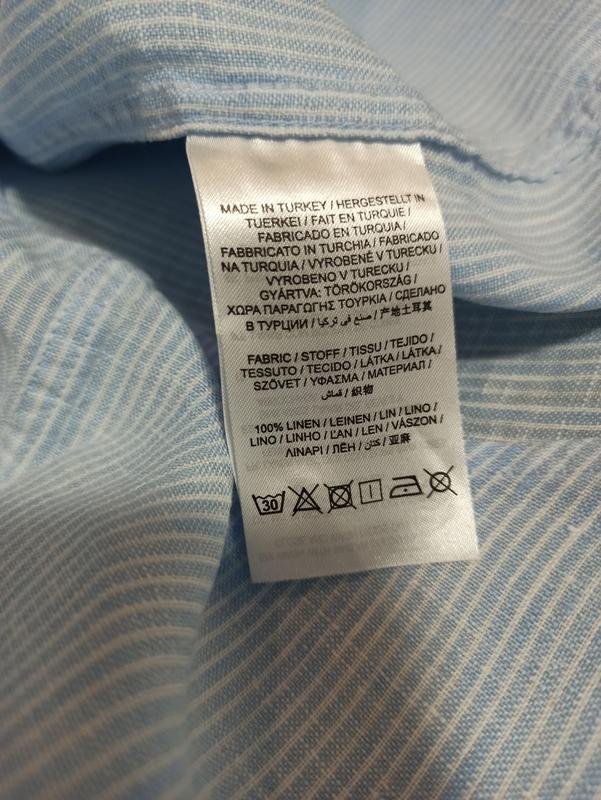 MADE IN TURKEY / HERGESTELLT IN
TUERKEI / FAIT EN TURQUIE /
FABRICADO EN TURQUIA /
FABBRICATO IN TURCHIA / FABRICADO
NA TURQUIA / VYROBENÉ V TURECKU /
VYROBENO V TURECKU /
GYÁRTVA: TÖRÖKORSZÁG /
ΧΩΡΑ ΠΑΡΑΓΩΓΗΣ ΤΟΥΡΚΙΑ / СДЕЛАНО
В ТУРЦИИ / صنع في تركيا / 产地土耳其
FABRIC / STOFF / TISSU / TEJIDO /
TESSUTO / TECIDO / LÁTKA / LÁTKA /
SZÖVET / ΥΦΑΣΜΑ / МАТЕРИАЛ /
قماش / 织物
100% LINEN / LEINEN / LIN / LINO /
LINO / LINHO / ĽAN / LEN / VÁSZON /
ΛΙΝΑΡΙ / ЛЁН / كتان / 亚麻
30